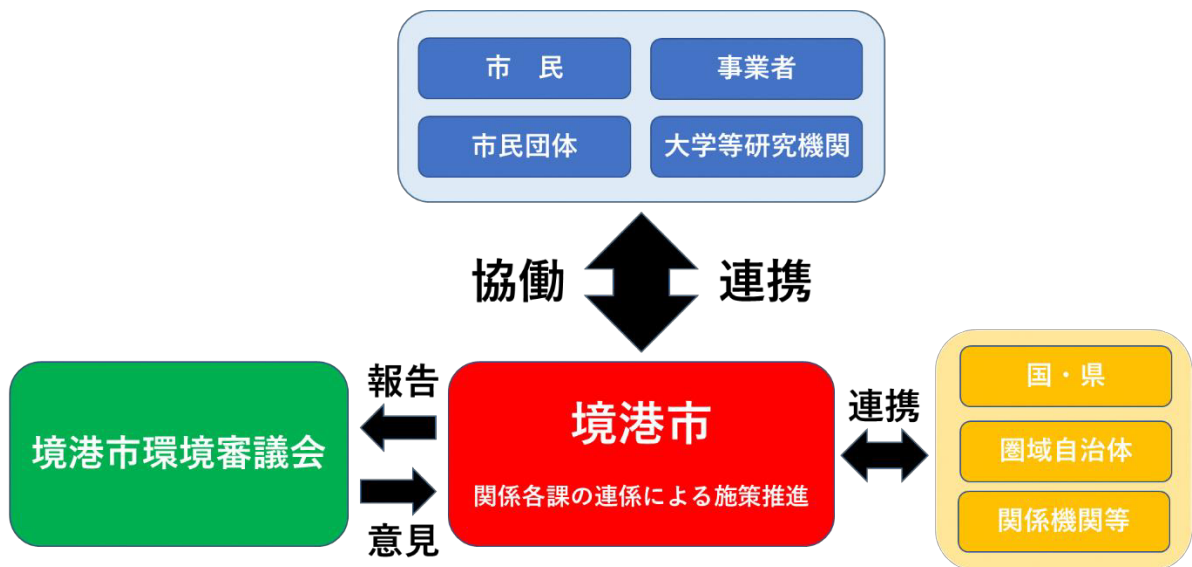 市　民
事業者
市民団体
大学等研究機関
協働
連携
境港市環境審議会
報告
意見
境港市
関係各課の連係による施策推進
連携
国・県
圏域自治体
関係機関等